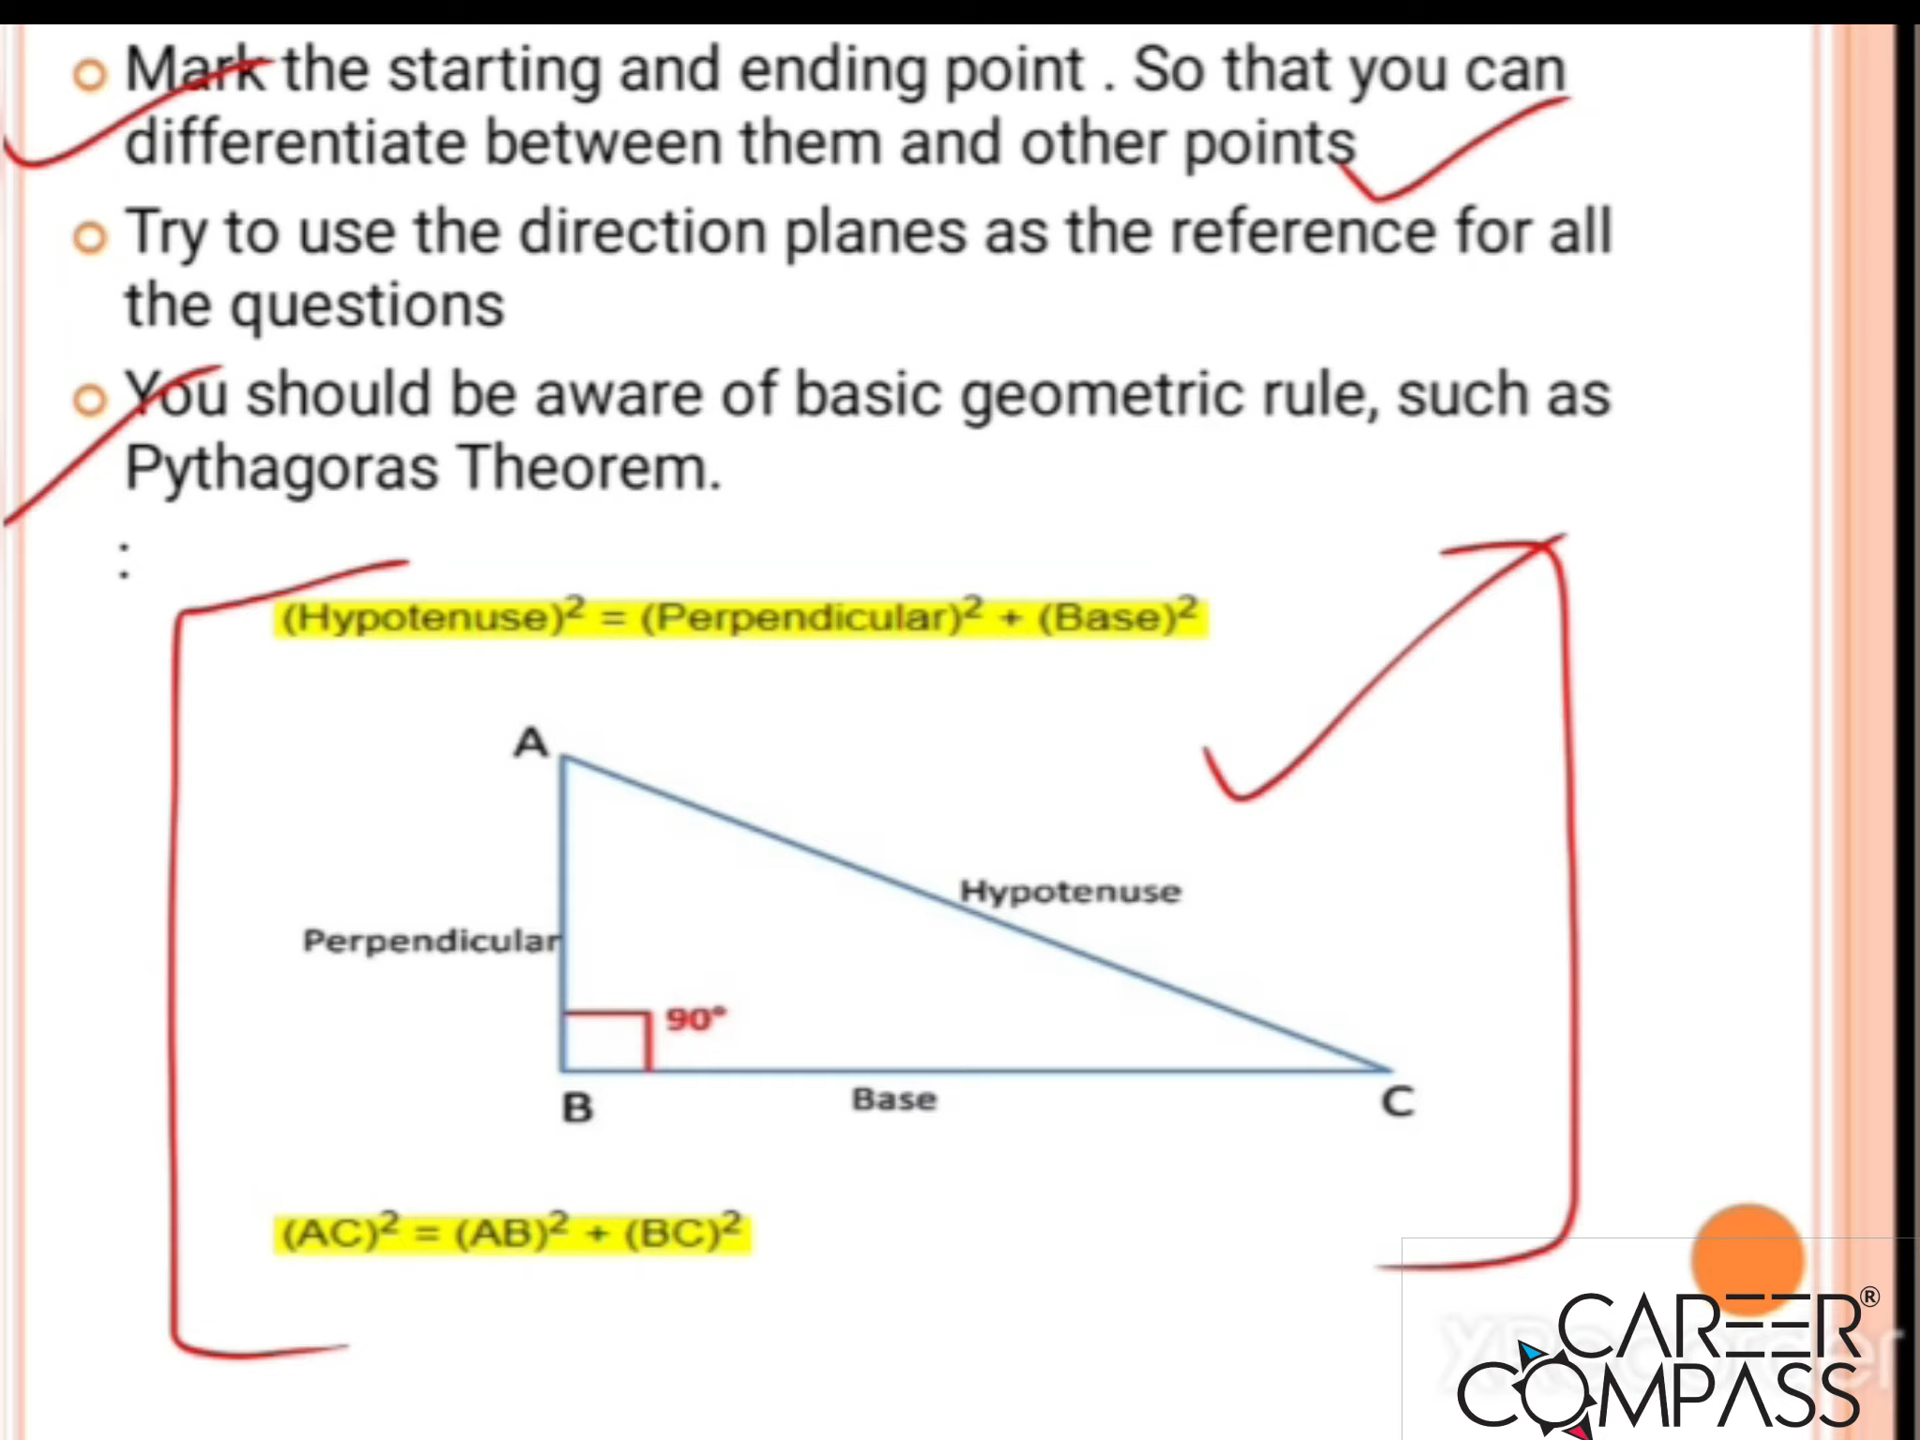 Mark the starting and ending point . So that you can
differentiate between them and other points
Try to use the direction planes as the reference for all
the questions
You should be aware of basic geometric rule, such as
Pythagoras Theorem.
:
(Hypotenuse)² = (Perpendicular)² + (Base)²
A
Hypotenuse
Perpendicular
90°
B
Base
C
(AC)² = (AB)² + (BC)²
CAREER®
COMPASS